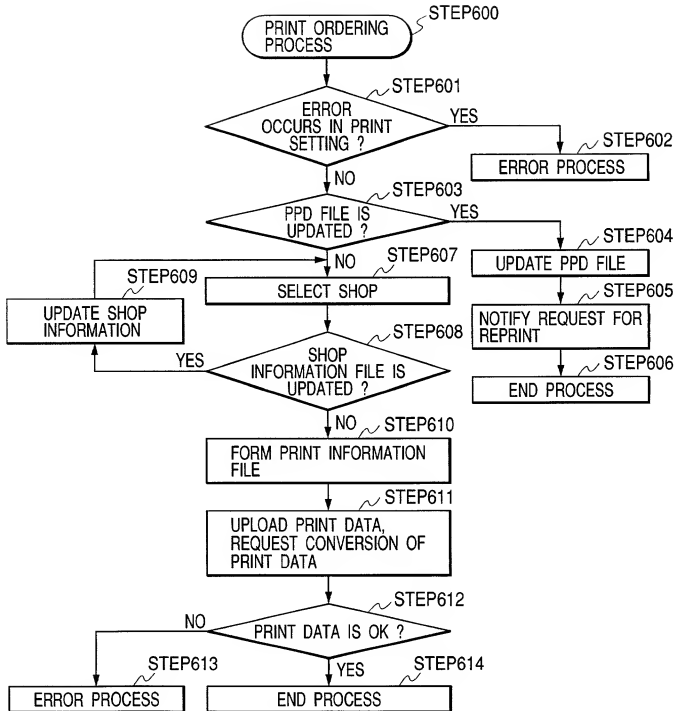 STEP600
PRINT ORDERING
PROCESS
STEP601
ERROR
OCCURS IN PRINT
SETTING ?
YES
STEP602
ERROR PROCESS
NO
STEP603
PPD FILE IS
UPDATED ?
YES
STEP604
UPDATE PPD FILE
NO
STEP607
SELECT SHOP
STEP605
NOTIFY REQUEST FOR
REPRINT
STEP609
UPDATE SHOP
INFORMATION
STEP606
END PROCESS
STEP608
SHOP
INFORMATION FILE IS
UPDATED ?
YES
NO
STEP610
FORM PRINT INFORMATION
FILE
STEP611
UPLOAD PRINT DATA,
REQUEST CONVERSION OF
PRINT DATA
STEP612
PRINT DATA IS OK ?
NO
STEP613
ERROR PROCESS
YES
STEP614
END PROCESS